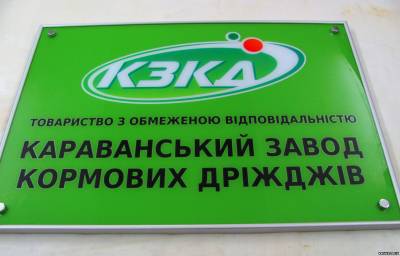 КЗКД
ТОВАРИСТВО З ОБМЕЖЕНОЮ ВІДПОВІДАЛЬНІСТЮ
КАРАВАНСЬКИЙ ЗАВОД
КОРМОВИХ ДРІЖДЖІВ